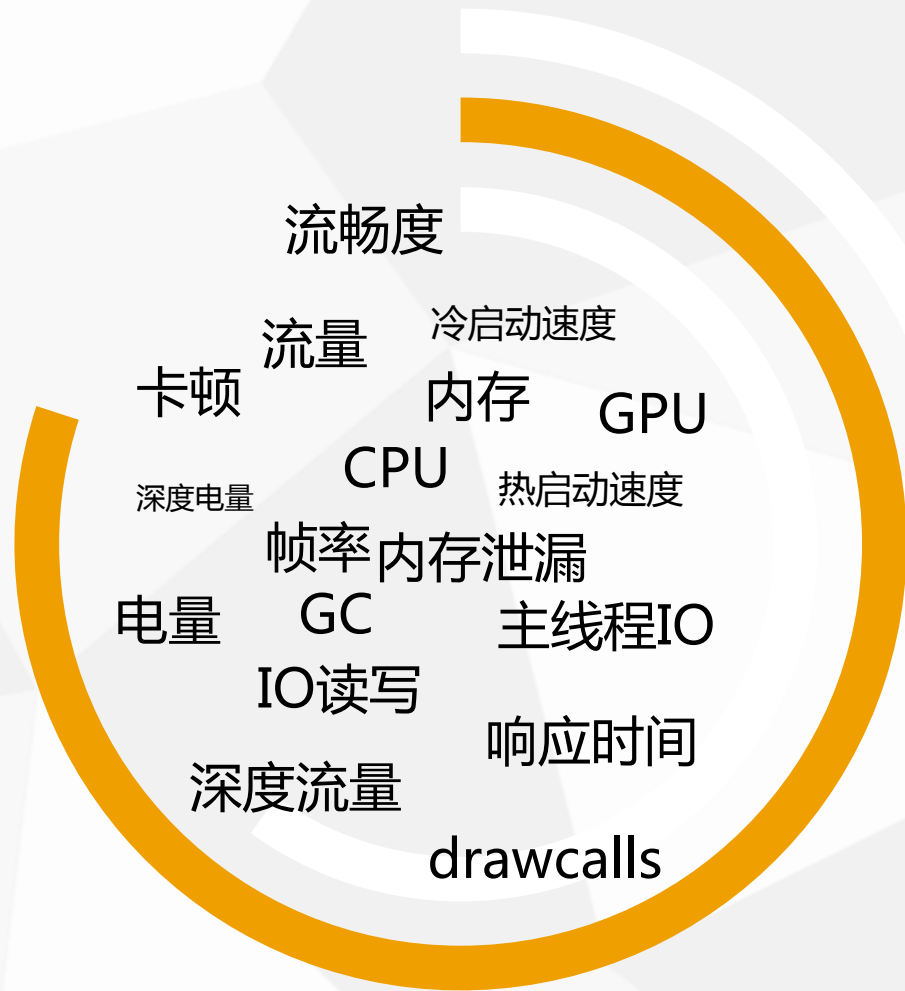 流畅度
冷启动速度
流量
卡顿
内存
GPU
CPU
热启动速度
深度电量
帧率
内存泄漏
电量
GC
主线程IO
IO读写
响应时间
深度流量
drawcalls